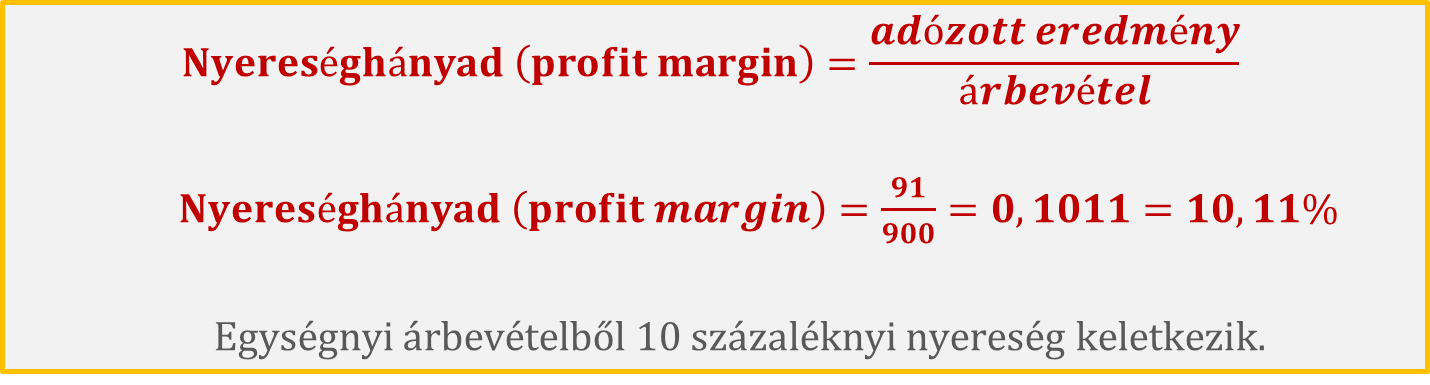 Nyereséghányad (profit margin) = adózott eredmény / árbevétel
Nyereséghányad (profit margin) = 91/900 = 0,1011 = 10,11%
Egységnyi árbevételből 10 százaléknyi nyereség keletkezik.